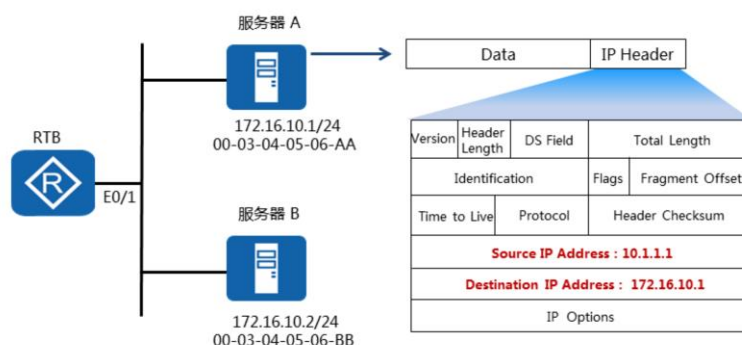 服务器 A
Data
IP Header
172.16.10.1/24
00-03-04-05-06-AA
RTB
R
E0/1
服务器 B
172.16.10.2/24
00-03-04-05-06-BB
Version
Header
Length
DS Field
Total Length
Identification
Flags
Fragment Offset
Time to Live
Protocol
Header Checksum
Source IP Address : 10.1.1.1
Destination IP Address : 172.16.10.1
IP Options